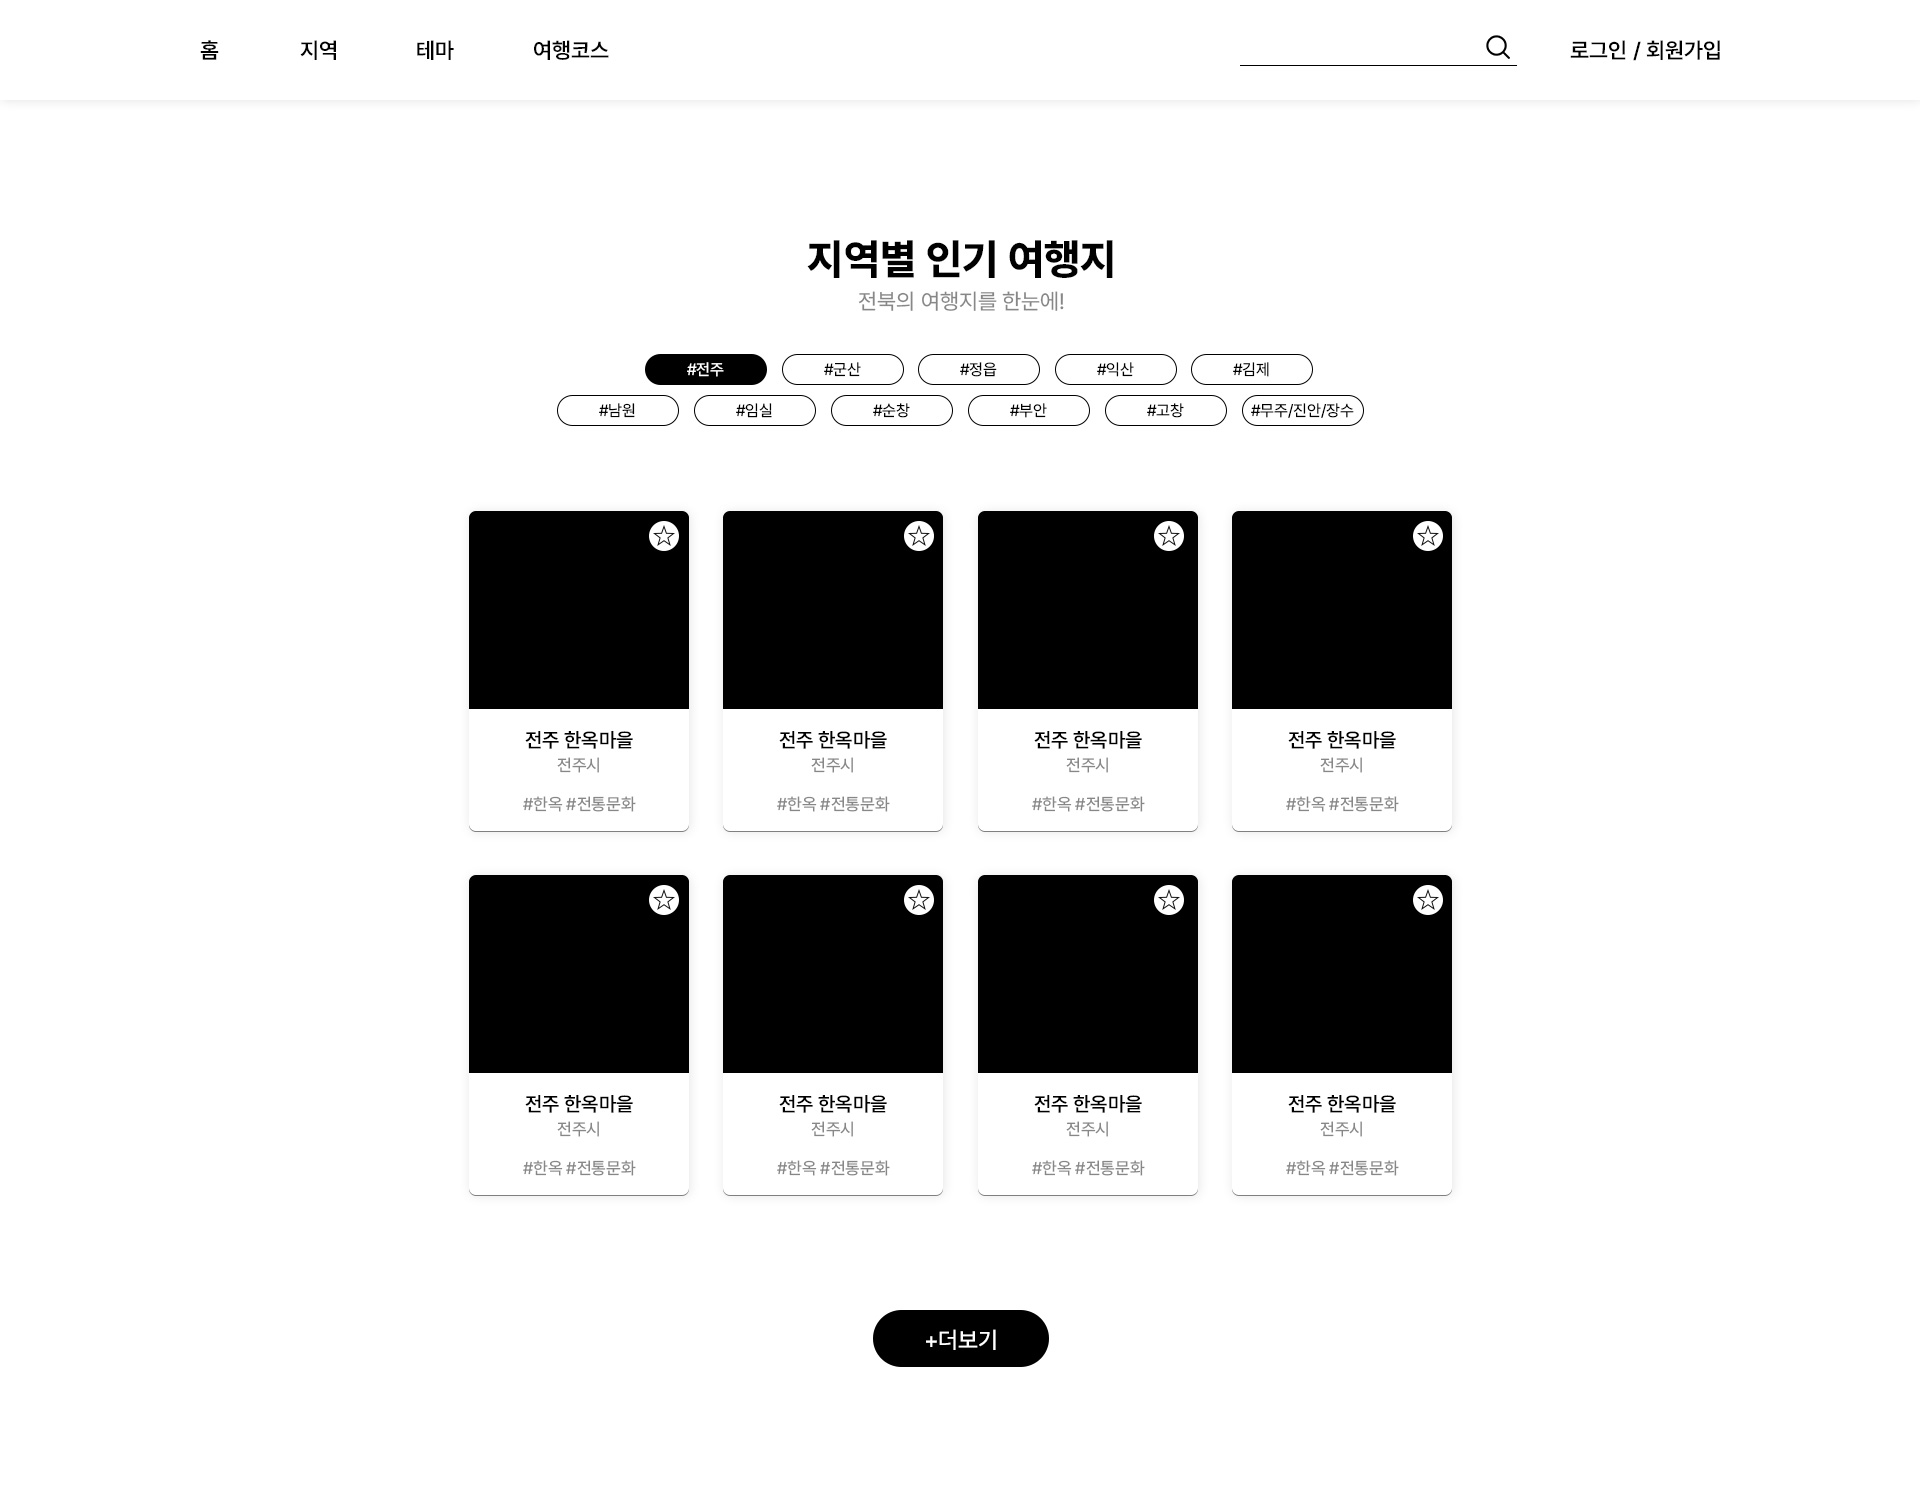 홈 지역 테마 여행코스 로그인 / 회원가입
지역별 인기 여행지
전북의 여행지를 한눈에!
#전주 #군산 #정읍 #익산 #김제
#남원 #임실 #순창 #부안 #고창 #무주/진안/장수
전주 한옥마을 전주 한옥마을 전주 한옥마을 전주 한옥마을
전주시 전주시 전주시 전주시
#한옥 #전통문화 #한옥 #전통문화 #한옥 #전통문화 #한옥 #전통문화
전주 한옥마을 전주 한옥마을 전주 한옥마을 전주 한옥마을
전주시 전주시 전주시 전주시
#한옥 #전통문화 #한옥 #전통문화 #한옥 #전통문화 #한옥 #전통문화
+더보기